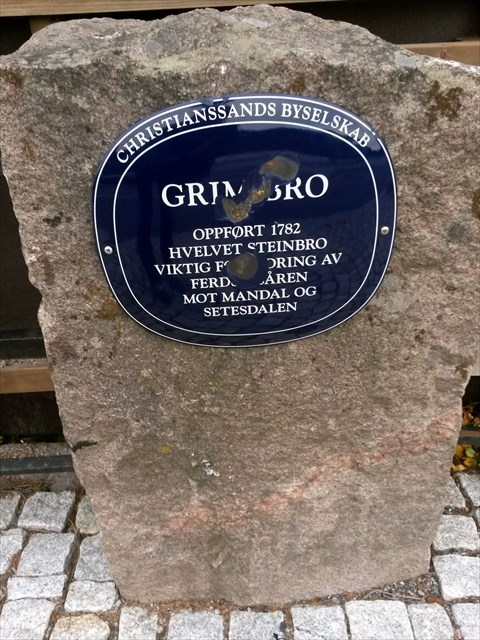 CHRISTIANSSANDS BYSELSKAB
OPPFØRT 1782
HVELVET STEINBRO
VIKTIG AV
MOT MANDAL OG
SETESDALEN